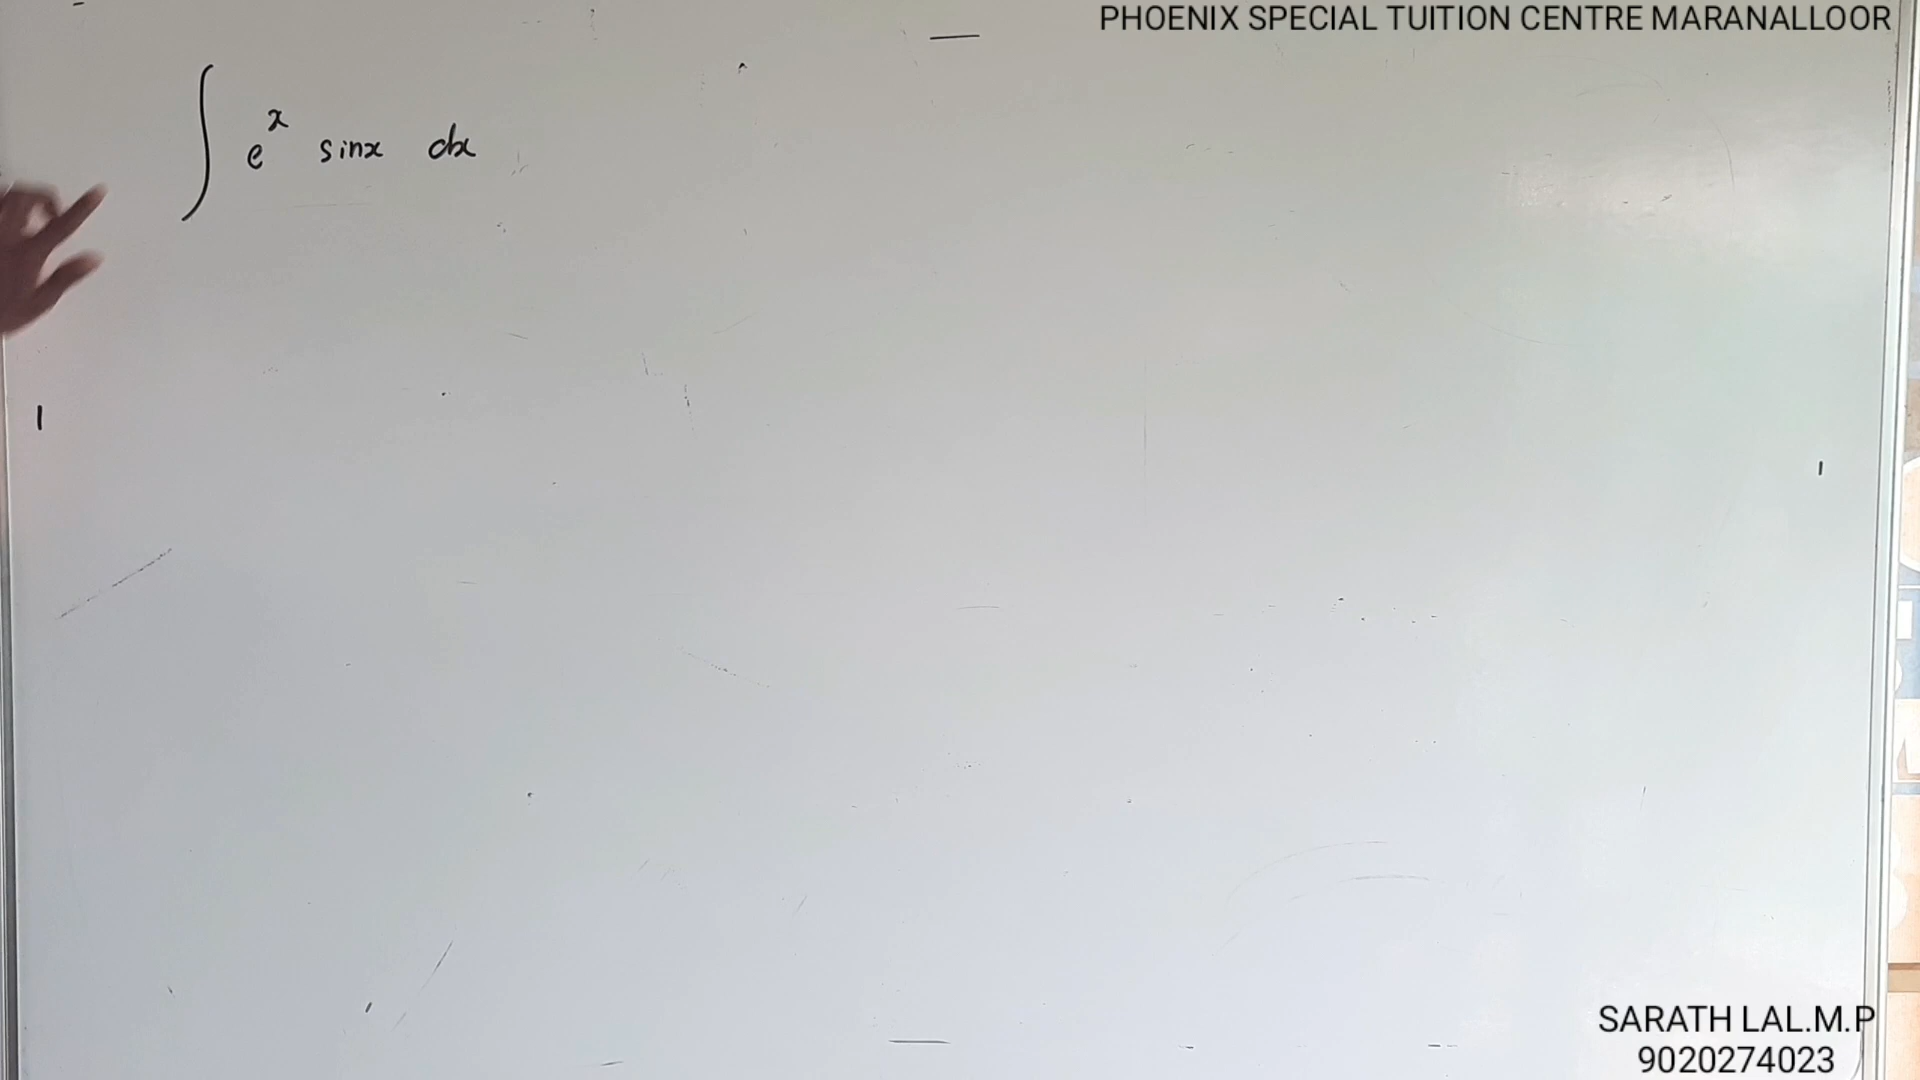 PHOENIX SPECIAL TUITION CENTRE MARANALLOOR
∫ e^x sinx dx
SARATH LAL.M.P
9020274023